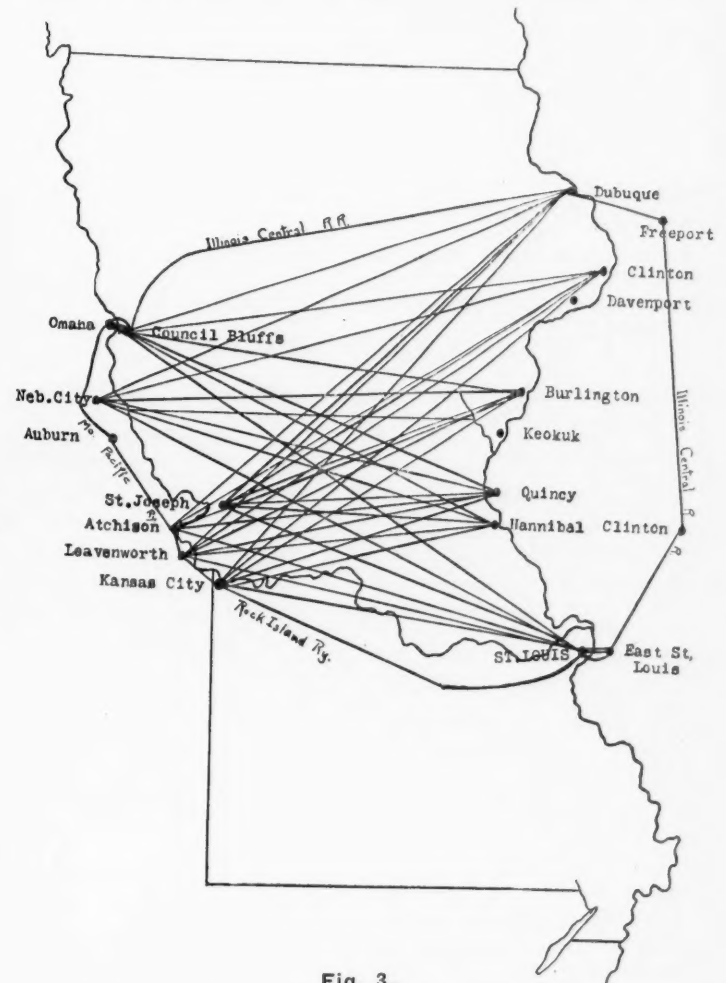 Dubuque
Freeport
Illinois Central R R.
Clinton
Davenport
Omaha
Council Bluffs
Neb.City
Burlington
Auburn
Keokuk
Mo. Pacific R
Illinois Central R R
St.Joseph
Quincy
Atchison
Hannibal
Clinton
Leavenworth
Kansas City
Rock Island Ry.
ST.LOUIS
East St,
Louis
Fig. 3.